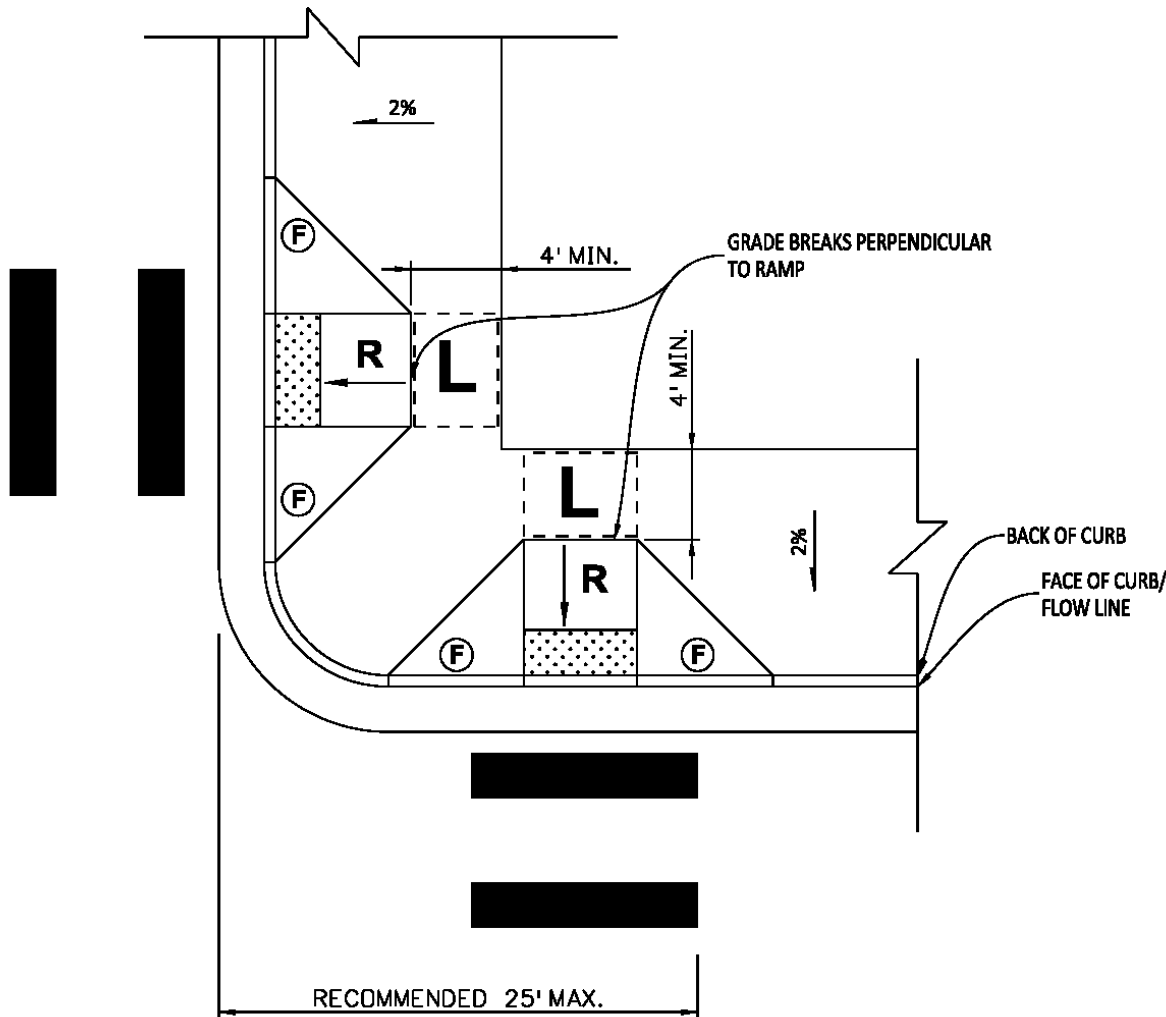 2%
F
GRADE BREAKS PERPENDICULAR
TO RAMP
4' MIN.
R
L
4' MIN.
F
L
2%
BACK OF CURB
R
FACE OF CURB/
FLOW LINE
F
F
RECOMMENDED 25' MAX.